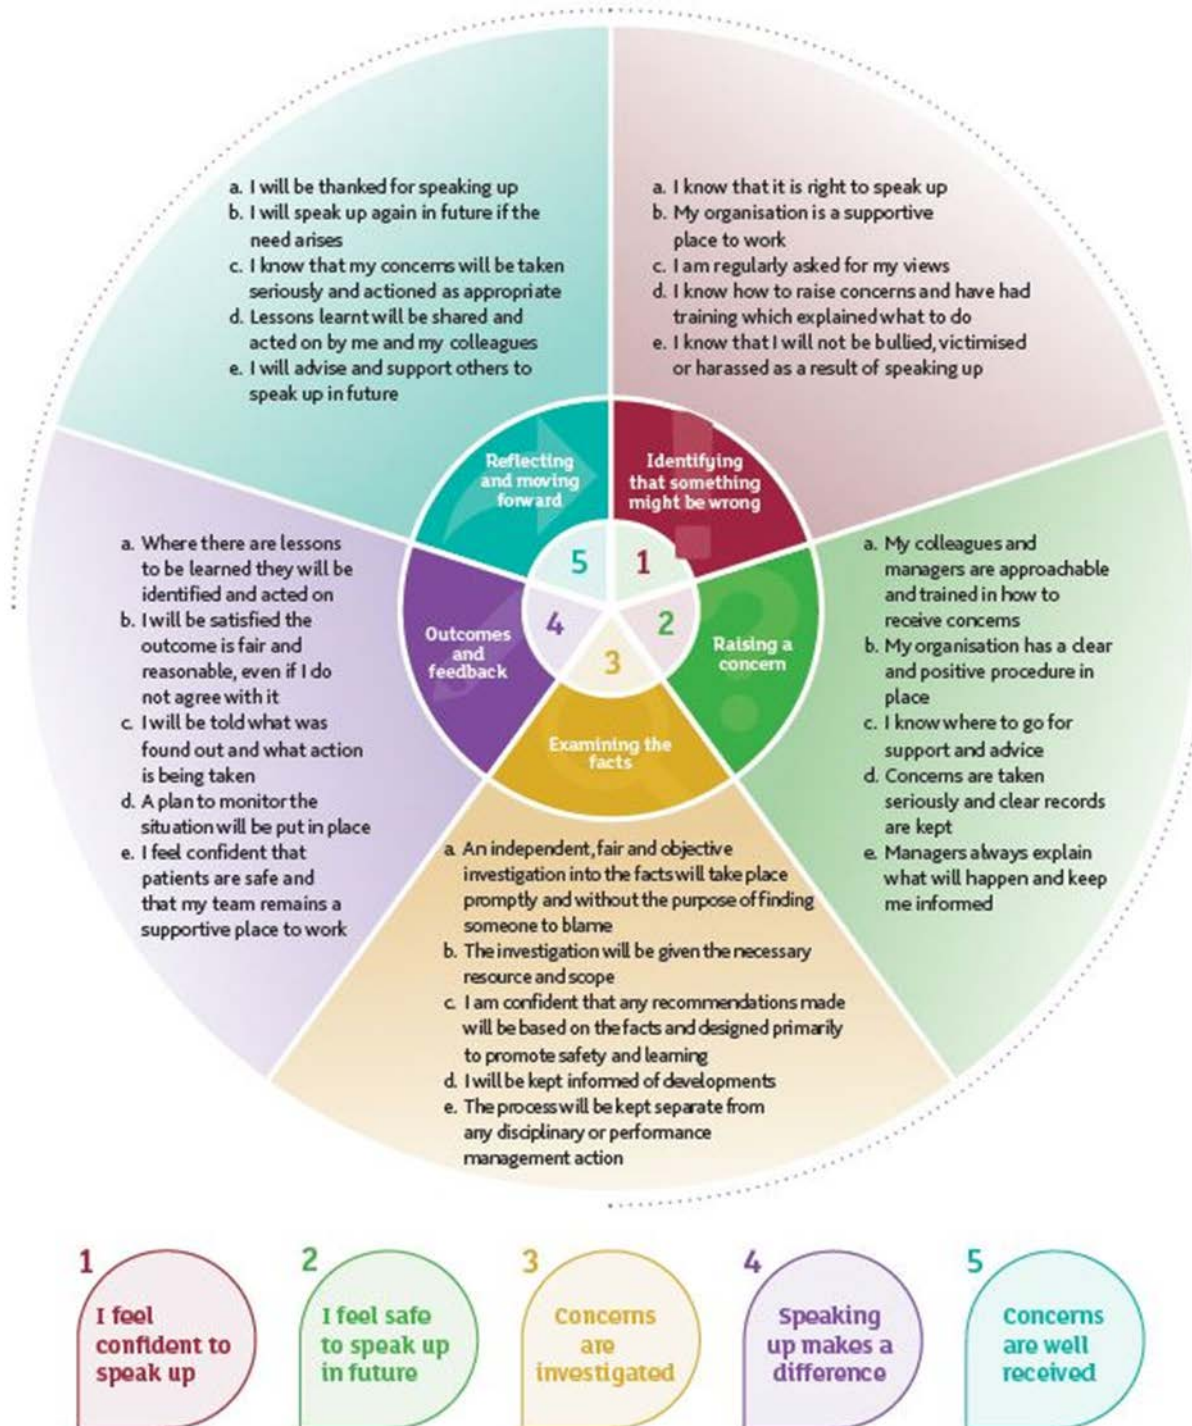 a. I will be thanked for speaking up
b. I will speak up again in future if the
need arises
c. I know that my concerns will be taken
seriously and actioned as appropriate
d. Lessons learnt will be shared and
acted on by me and my colleagues
e. I will advise and support others to
speak up in future
a. I know that it is right to speak up
b. My organisation is a supportive
place to work
c. I am regularly asked for my views
d. I know how to raise concerns and have had
training which explained what to do
e. I know that I will not be bullied, victimised
or harassed as a result of speaking up
Reflecting
and moving
forward
5
Identifying
that something
might be wrong
1
a. Where there are lessons
to be learned they will be
identified and acted on
b. I will be satisfied the
outcome is fair and
reasonable, even if I do
not agree with it
c. I will be told what was
found out and what action
is being taken
d. A plan to monitor the
situation will be put in place
e. I feel confident that
patients are safe and
that my team remains a
supportive place to work
Outcomes
and
feedback
4
2
Raising a
concern
3
Examining the
facts
a. My colleagues and
managers are approachable
and trained in how to
receive concerns
b. My organisation has a clear
and positive procedure in
place
c. I know where to go for
support and advice
d. Concerns are taken
seriously and clear records
are kept
e. Managers always explain
what will happen and keep
me informed
a. An independent, fair and objective
investigation into the facts will take place
promptly and without the purpose of finding
someone to blame
b. The investigation will be given the necessary
resource and scope
c. I am confident that any recommendations made
will be based on the facts and designed primarily
to promote safety and learning
d. I will be kept informed of developments
e. The process will be kept separate from
any disciplinary or performance
management action
1
I feel
confident to
speak up
2
I feel safe
to speak up
in future
3
Concerns
are
investigated
4
Speaking
up makes a
difference
5
Concerns
are well
received